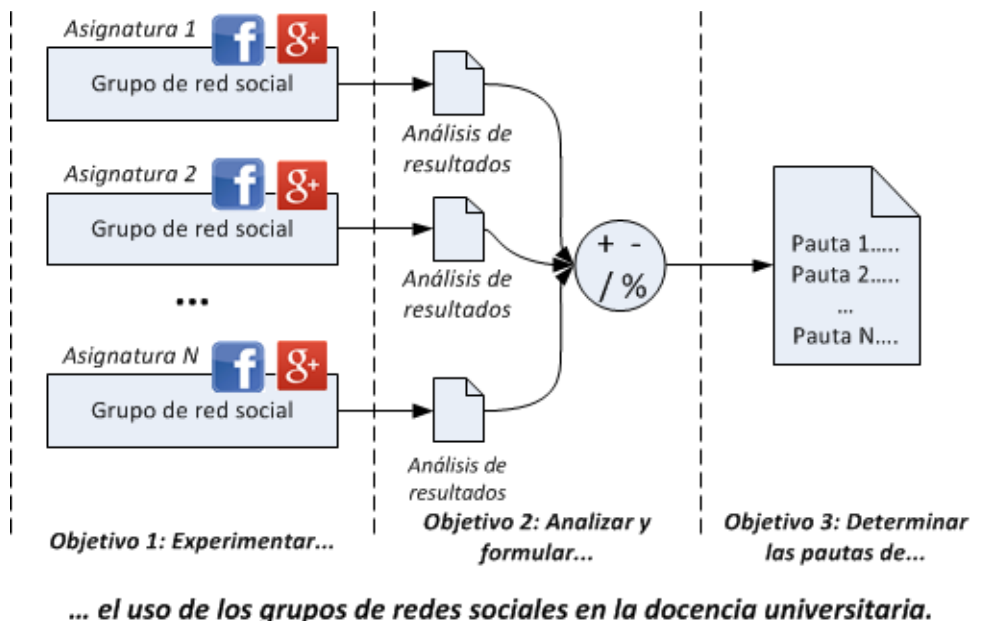 Asignatura 1
f g+
Grupo de red social
Análisis de
resultados
Asignatura 2
f g+
Grupo de red social
Análisis de
resultados
...
Asignatura N
f g+
Grupo de red social
Análisis de
resultados
+ -
/ %
Pauta 1.....
Pauta 2.....
...
Pauta N....
Objetivo 1: Experimentar...
Objetivo 2: Analizar y
formular...
Objetivo 3: Determinar
las pautas de...
... el uso de los grupos de redes sociales en la docencia universitaria.